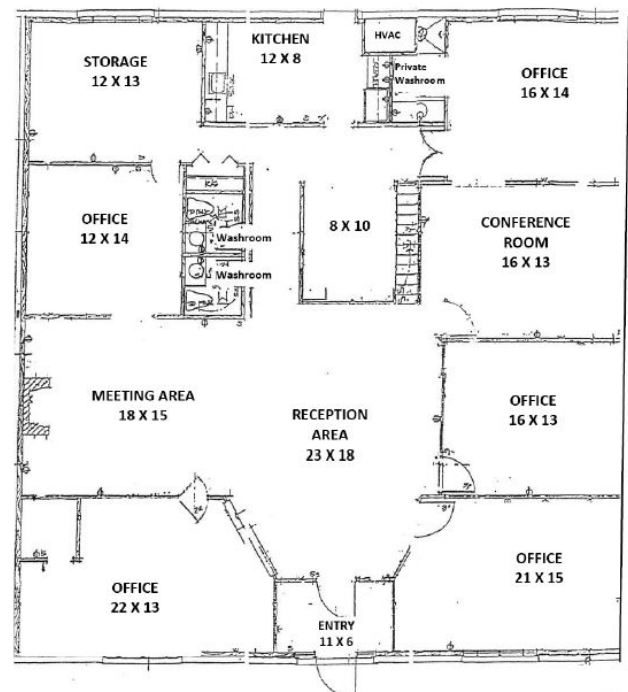 STORAGE
12 X 13
KITCHEN
12 X 8
HVAC
Private
Washroom
OFFICE
16 X 14
OFFICE
12 X 14
Washroom
Washroom
8 X 10
CONFERENCE
ROOM
16 X 13
MEETING AREA
18 X 15
RECEPTION
AREA
23 X 18
OFFICE
16 X 13
OFFICE
22 X 13
ENTRY
11 X 6
OFFICE
21 X 15